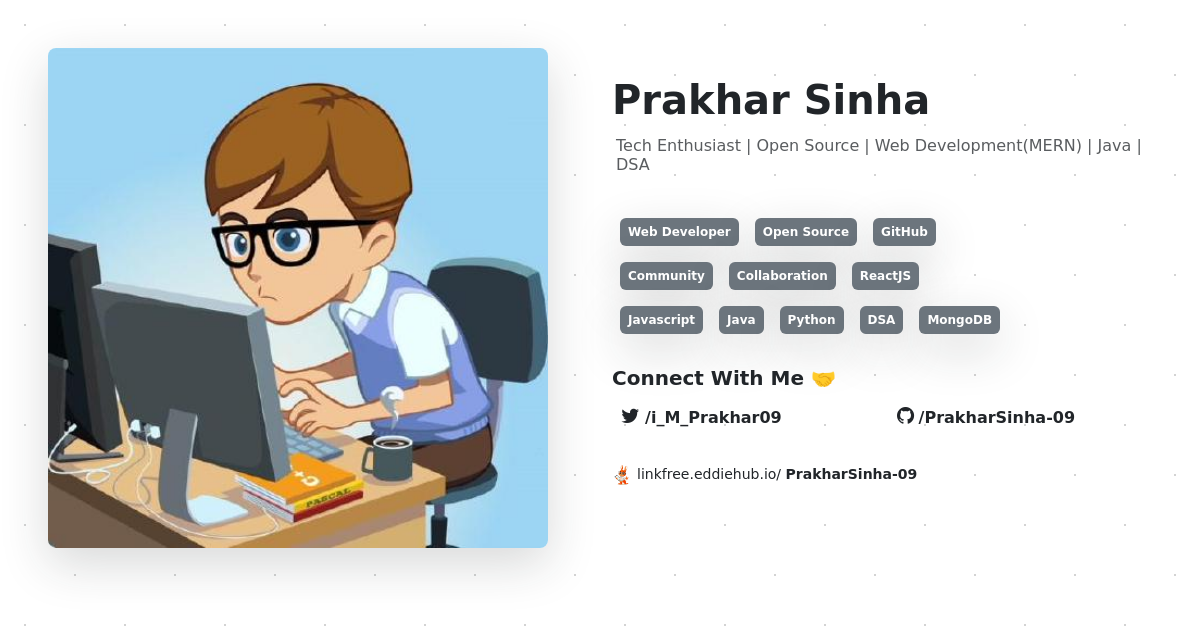 Prakhar Sinha
Tech Enthusiast | Open Source | Web Development(MERN) | Java |
DSA
Web Developer Open Source GitHub
Community Collaboration ReactJS
Javascript Java Python DSA MongoDB
Connect With Me 🤝
/i_M_Prakhar09 /PrakharSinha-09
linkfree.eddiehub.io/ PrakharSinha-09
PASCAL